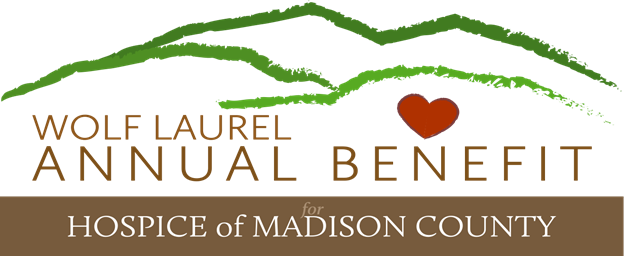 WOLF LAUREL
ANNUAL BENEFIT
for
HOSPICE of MADISON COUNTY